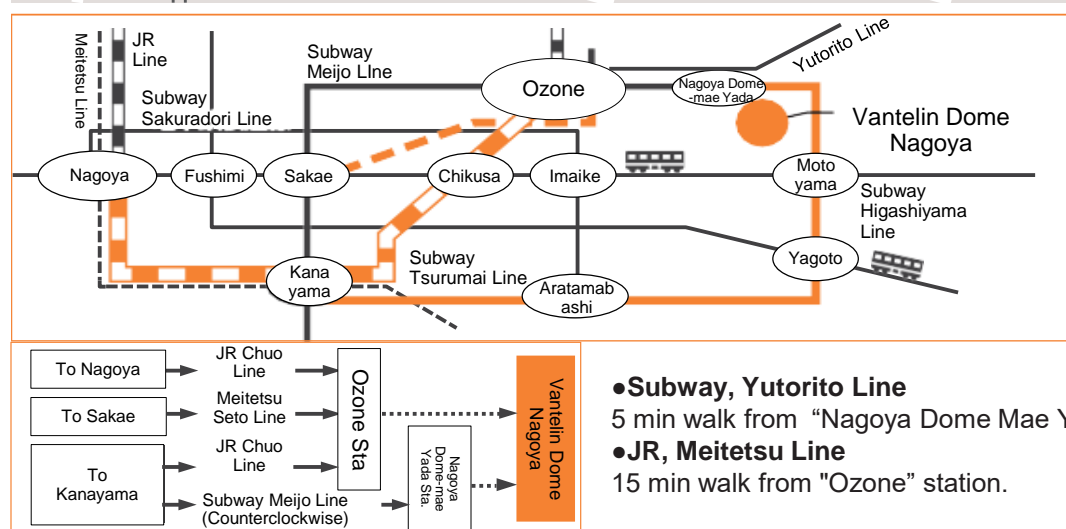 Meitetsu Line
JR
Line
Subway
Meijo LIne
Yutorito Line
Ozone
Nagoya Dome
-mae Yada
Subway
Sakuradori Line
Vantelin Dome
Nagoya
Nagoya
Fushimi
Sakae
Chikusa
Imaike
Moto
yama
Subway
Higashiyama
Line
Subway
Tsurumai Line
Yagoto
Kana
yama
Aratamab
ashi
To Nagoya
JR Chuo
Line
To Sakae
Meitetsu
Seto Line
To
Kanayama
JR Chuo
Line
Subway Meijo Line
(Counterclockwise)
Ozone Sta
Nagoya
Dome-mae
Yada Sta.
Vantelin Dome
Nagoya
●Subway, Yutorito Line
5 min walk from “Nagoya Dome Mae Y
●JR, Meitetsu Line
15 min walk from "Ozone” station.